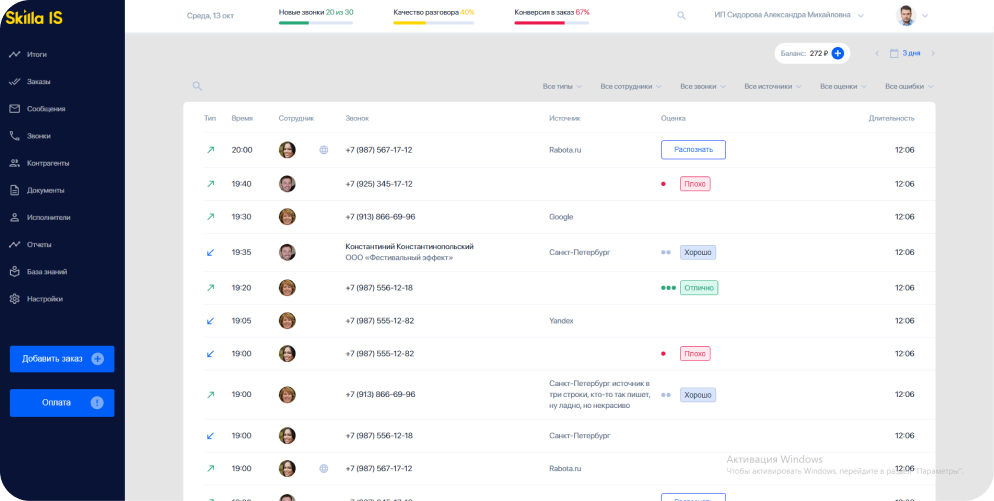 Skilla IS
Среда, 13 окт
Новые звонки 20 из 30
Качество разговора 40%
Конверсия в заказ 67%
ИП Сидорова Александра Михайловна
Итоги
Заказы
Сообщения
Звонки
Контрагенты
Документы
Исполнители
Отчеты
База знаний
Настройки
Добавить заказ
Оплата
Баланс: 272 ₽
3 дня
Все типы
Все сотрудники
Все звонки
Все источники
Все оценки
Все ошибки
Тип Время Сотрудник Звонок Источник Оценка Длительность
20:00 +7 (987) 567-17-12 Rabota.ru Распознать 12:06
19:40 +7 (925) 345-17-12 Плохо 12:06
19:30 +7 (913) 866-69-96 Google 12:06
Константиний Константинопольский
19:35 Санкт-Петербург Хорошо 12:06
ООО «Фестивальный эффект»
19:20 +7 (987) 556-12-18 Отлично 12:06
19:05 +7 (987) 555-12-82 Yandex 12:06
19:00 +7 (987) 555-12-82 Плохо 12:06
Санкт-Петербург источник в
19:00 +7 (913) 866-69-96 три строки, кто-то так пишет, Хорошо 12:06
ну ладно, но некрасиво
19:00 +7 (987) 556-12-18 Санкт-Петербург 12:06
Активация Windows
19:00 +7 (987) 567-17-12 Rabota.ru 12:06
Чтобы активировать Windows, перейдите в раздел "Параметры".